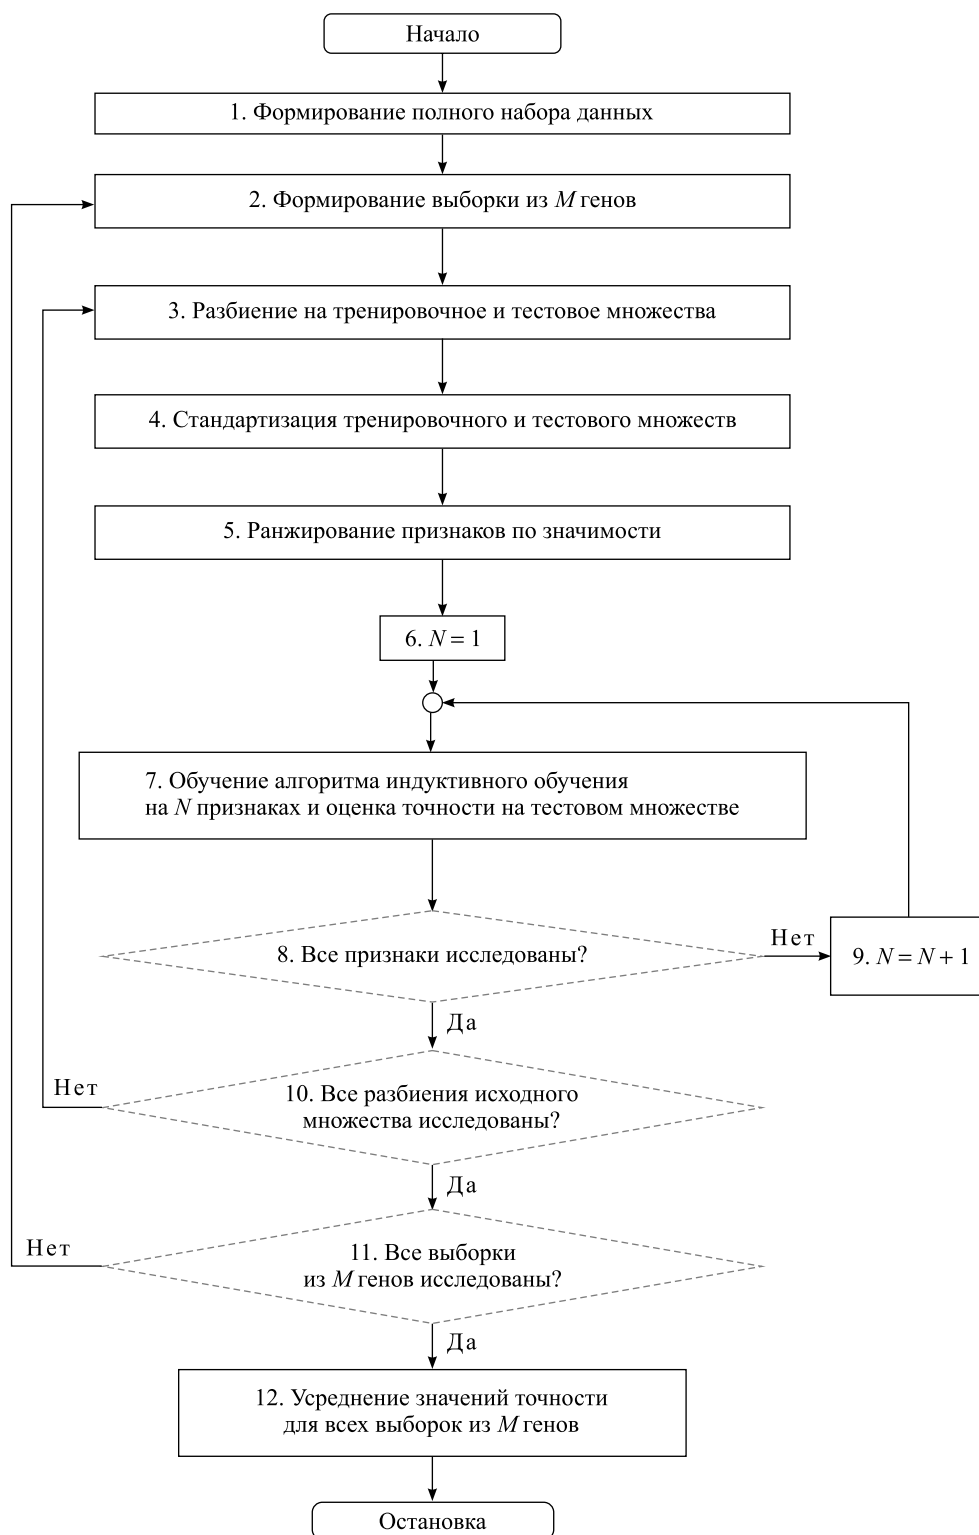 Начало
1. Формирование полного набора данных
2. Формирование выборки из M генов
3. Разбиение на тренировочное и тестовое множества
4. Стандартизация тренировочного и тестового множеств
5. Ранжирование признаков по значимости
6. N = 1
7. Обучение алгоритма индуктивного обучения
на N признаках и оценка точности на тестовом множестве
8. Все признаки исследованы?
Нет
9. N = N + 1
Да
10. Все разбиения исходного
множества исследованы?
Нет
Да
11. Все выборки
из M генов исследованы?
Нет
Да
12. Усреднение значений точности
для всех выборок из M генов
Остановка